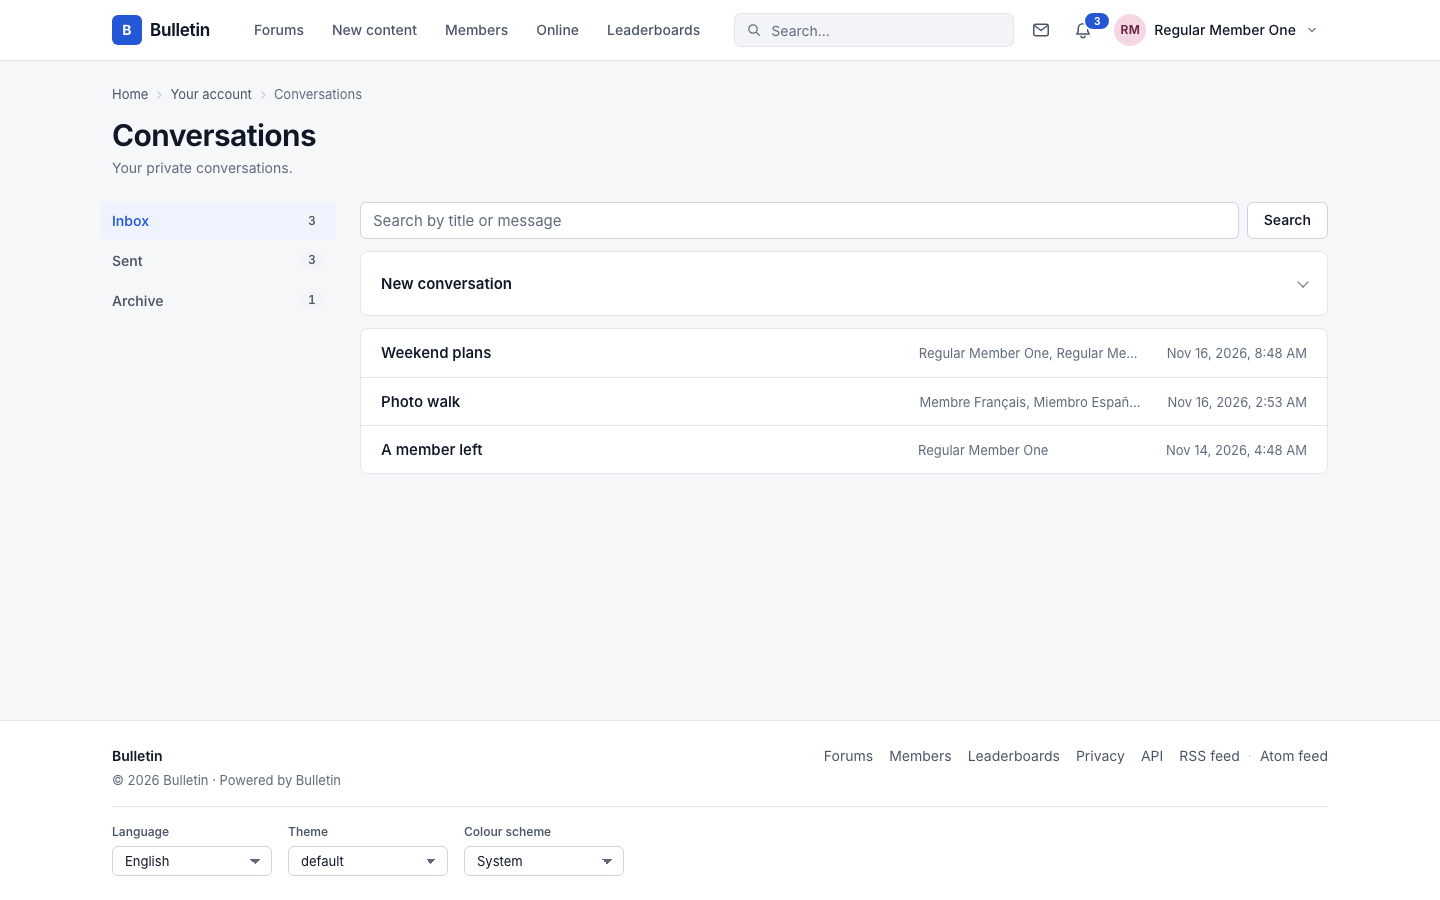 B Bulletin Forums New content Members Online Leaderboards Search... 3 RM Regular Member One
Home Your account Conversations
Conversations
Your private conversations.
Inbox 3
Sent 3
Archive 1
Search by title or message Search
New conversation
Weekend plans Regular Member One, Regular Me... Nov 16, 2026, 8:48 AM
Photo walk Membre Français, Miembro Españ... Nov 16, 2026, 2:53 AM
A member left Regular Member One Nov 14, 2026, 4:48 AM
Bulletin
© 2026 Bulletin · Powered by Bulletin
Forums Members Leaderboards Privacy API RSS feed · Atom feed
Language Theme Colour scheme
English default System